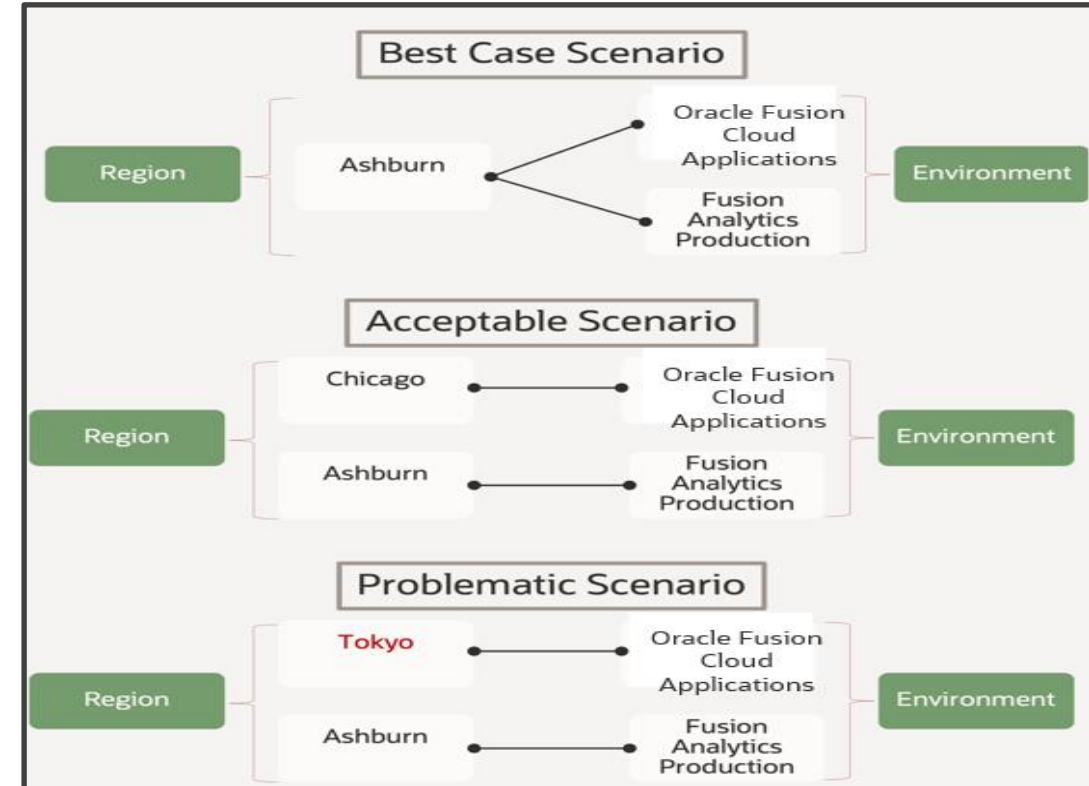 Best Case Scenario
Region
Ashburn
Oracle Fusion
Cloud
Applications
Fusion
Analytics
Production
Environment
Acceptable Scenario
Region
Chicago
Ashburn
Oracle Fusion
Cloud
Applications
Fusion
Analytics
Production
Environment
Problematic Scenario
Region
Tokyo
Ashburn
Oracle Fusion
Cloud
Applications
Fusion
Analytics
Production
Environment